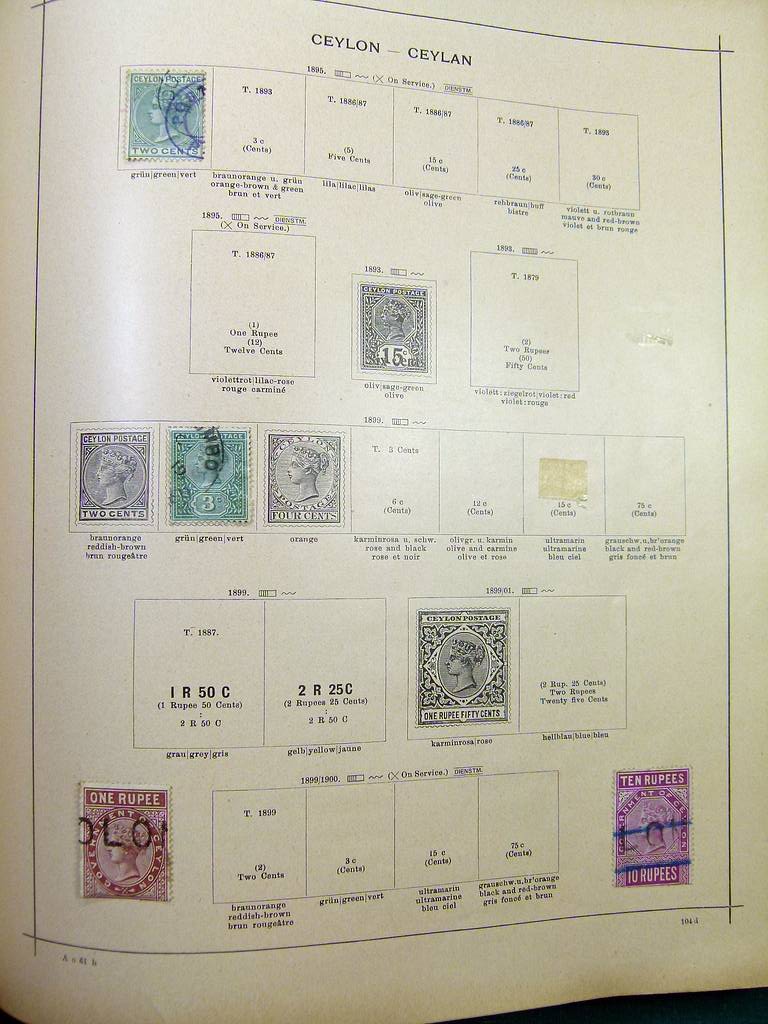 CEYLON — CEYLAN
1895. (X On Service.) DIENSTM.
CEYLON POSTAGE
TWO CENTS
grün|green|vert
T. 1893
3 c
(Cents)
braunorange u. grün
orange-brown & green
brun et vert
T. 1886/87
(5)
Five Cents
lila|lilac|lilas
T. 1886/87
15 c
(Cents)
oliv|sage-green
olive
T. 1886/87
25 c
(Cents)
rehbraun|buff
bistre
T. 1893
30 c
(Cents)
violett u. rotbraun
mauve and red-brown
violet et brun rouge
1895. DIENSTM.
(X On Service.)
T. 1886/87
(1)
One Rupee
(12)
Twelve Cents
violettrot|lilac-rose
rouge carminé
1893.
CEYLON POSTAGE
15 c
oliv|sage-green
olive
1893.
T. 1879
(2)
Two Rupees
(50)
Fifty Cents
violett:ziegelrot|violet:red
violet:rouge
1899.
CEYLON POSTAGE
TWO CENTS
braunorange
reddish-brown
brun rougeâtre
3 c
grün|green|vert
CEYLON
POSTAGE
FOUR CENTS
orange
T. 3 Cents
6 c
(Cents)
karminrosa u. schw.
rose and black
rose et noir
12 c
(Cents)
olivgr. u. karmin
olive and carmine
olive et rose
15 c
(Cents)
ultramarin
ultramarine
bleu ciel
75 c
(Cents)
grauschw.u.br'orange
black and red-brown
gris foncé et brun
1899.
T. 1887.
1 R 50 C
(1 Rupee 50 Cents)
:
2 R 50 C
grau|grey|gris
2 R 25 C
(2 Rupees 25 Cents)
:
2 R 50 C
gelb|yellow|jaune
1899/01.
CEYLON POSTAGE
ONE RUPEE FIFTY CENTS
karminrosa|rose
(2 Rup. 25 Cents)
Two Rupees
Twenty five Cents
hellblau|blue|bleu
1899/1900. (X On Service.) DIENSTM.
ONE RUPEE
GOVERNMENT OF CEYLON
OLO
T. 1899
(2)
Two Cents
braunorange
reddish-brown
brun rougeâtre
3 c
(Cents)
grün|green|vert
15 c
(Cents)
ultramarin
ultramarine
bleu ciel
75 c
(Cents)
grauschw.u.br'orange
black and red-brown
gris foncé et brun
TEN RUPEES
GOVERNMENT OF CEYLON
10 RUPEES
104d